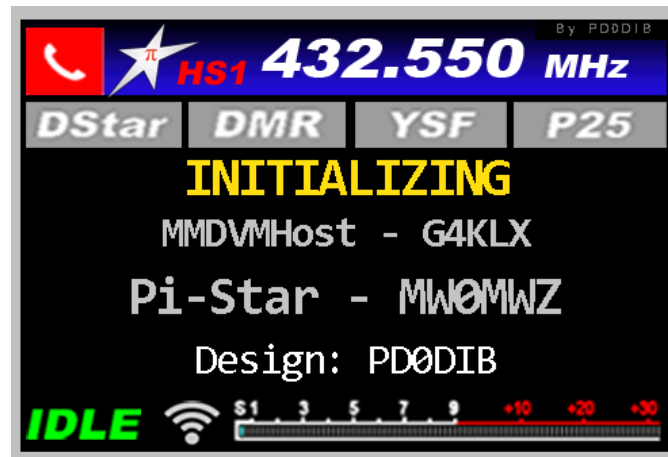 By PD0DIB
π HS1 432.550 MHz
DStar DMR YSF P25
INITIALIZING
MMDVMHost - G4KLX
Pi-Star - MW0MWZ
Design: PD0DIB
IDLE S1 3 5 7 9 +10 +20 +30